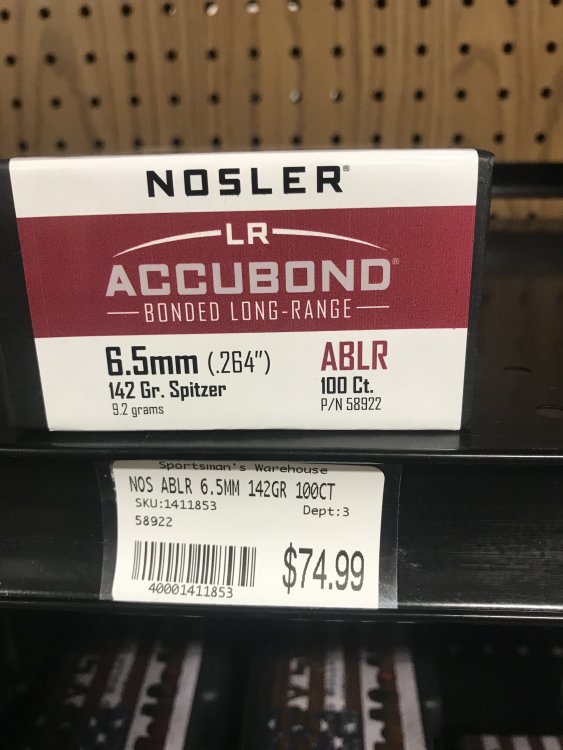 NOSLER®
LR
ACCUBOND®
BONDED LONG-RANGE
6.5mm (.264")
142 Gr. Spitzer
9.2 grams
ABLR
100 Ct.
P/N 58922
Sportsman's Warehouse
NOS ABLR 6.5MM 142GR 100CT
SKU:1411853
Dept:3
58922
40001411853
$74.99